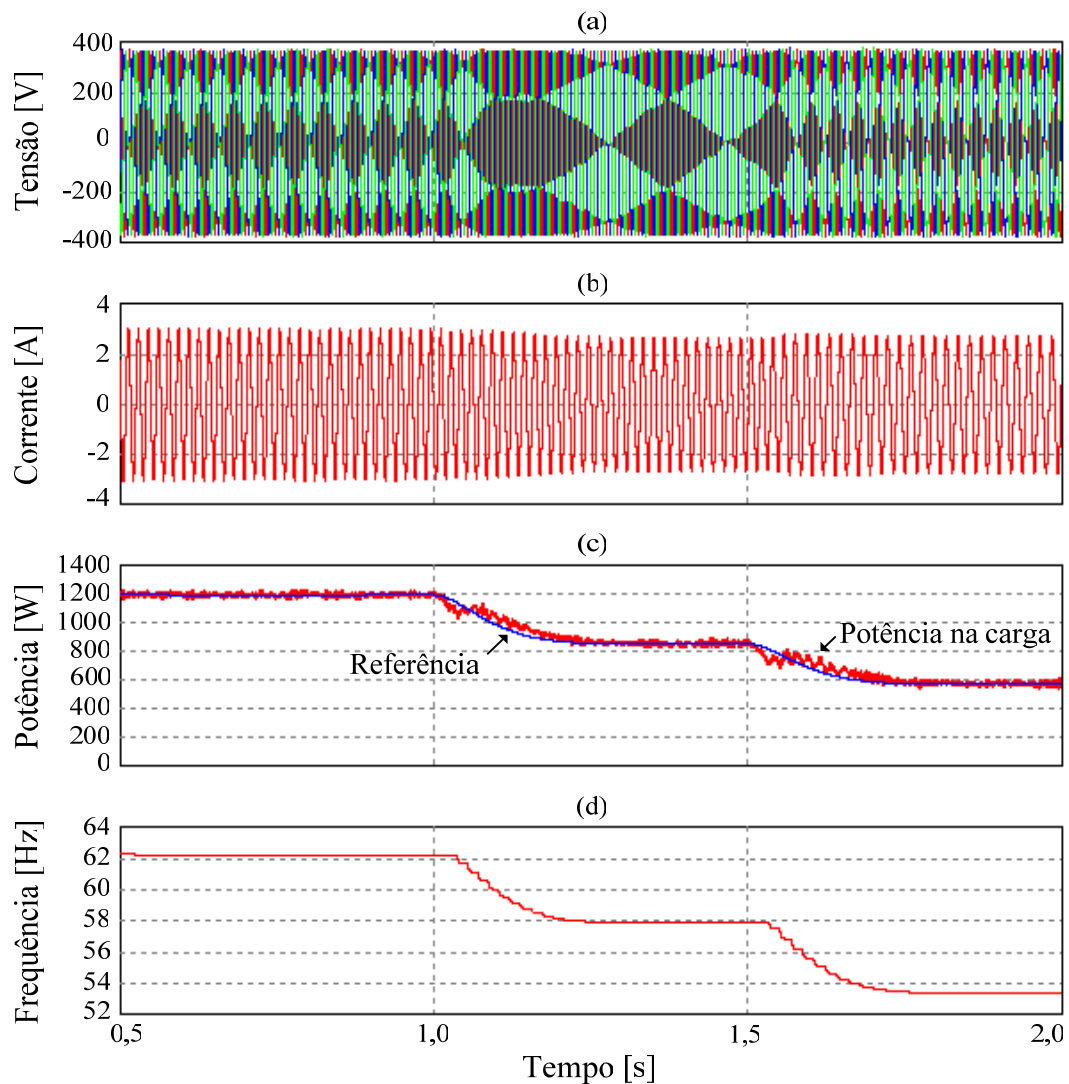 (a)
Tensão [V]
400
200
0
-200
-400
(b)
Corrente [A]
4
2
0
-2
-4
(c)
Potência [W]
1400
1200
1000
800
600
400
200
0
Referência
Potência na carga
(d)
Frequência [Hz]
64
62
60
58
56
54
52
0,5 1,0 1,5 2,0
Tempo [s]